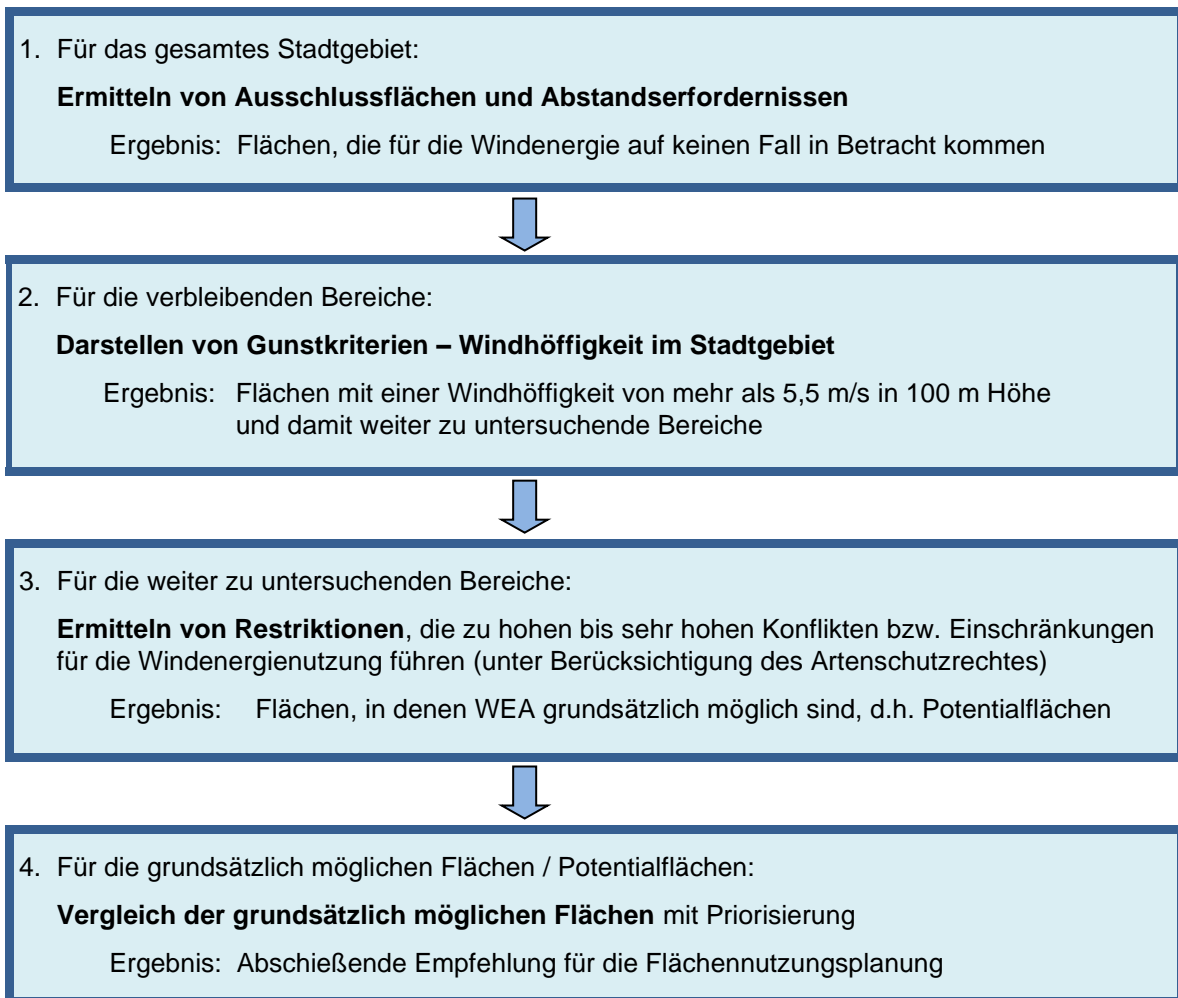 1. Für das gesamtes Stadtgebiet:
Ermitteln von Ausschlussflächen und Abstandserfordernissen
Ergebnis: Flächen, die für die Windenergie auf keinen Fall in Betracht kommen
2. Für die verbleibenden Bereiche:
Darstellen von Gunstkriterien – Windhöffigkeit im Stadtgebiet
Ergebnis: Flächen mit einer Windhöffigkeit von mehr als 5,5 m/s in 100 m Höhe
und damit weiter zu untersuchende Bereiche
3. Für die weiter zu untersuchenden Bereiche:
Ermitteln von Restriktionen, die zu hohen bis sehr hohen Konflikten bzw. Einschränkungen
für die Windenergienutzung führen (unter Berücksichtigung des Artenschutzrechtes)
Ergebnis: Flächen, in denen WEA grundsätzlich möglich sind, d.h. Potentialflächen
4. Für die grundsätzlich möglichen Flächen / Potentialflächen:
Vergleich der grundsätzlich möglichen Flächen mit Priorisierung
Ergebnis: Abschießende Empfehlung für die Flächennutzungsplanung